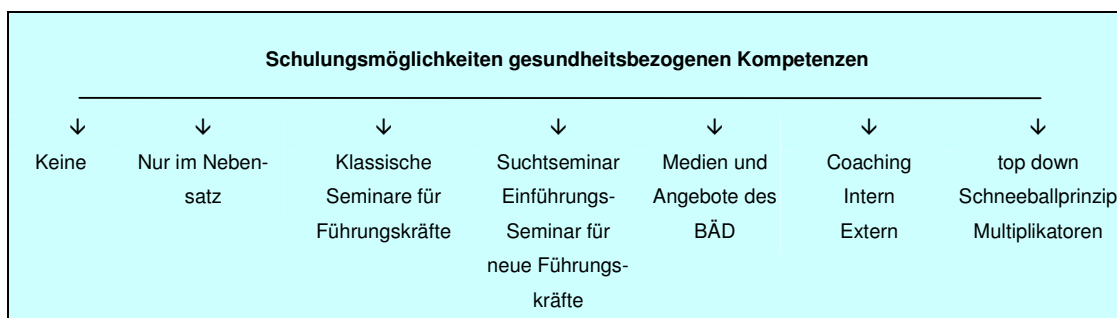 Schulungsmöglichkeiten gesundheitsbezogenen Kompetenzen
↓ ↓ ↓ ↓ ↓ ↓ ↓
Keine
Nur im Neben-
satz
Klassische
Seminare für
Führungskräfte
Suchtseminar
Einführungs-
Seminar für
neue Führungs-
kräfte
Medien und
Angebote des
BÄD
Coaching
Intern
Extern
top down
Schneeballprinzip
Multiplikatoren